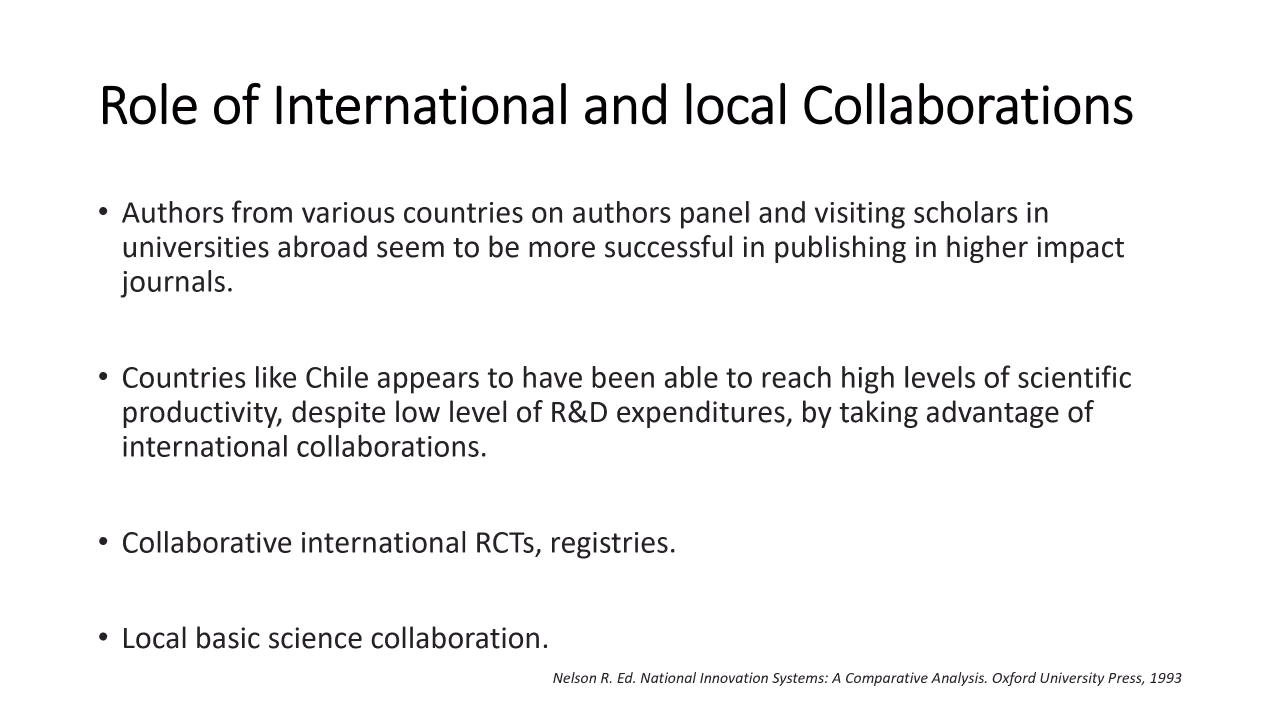 Role of International and local Collaborations
• Authors from various countries on authors panel and visiting scholars in
universities abroad seem to be more successful in publishing in higher impact
journals.
• Countries like Chile appears to have been able to reach high levels of scientific
productivity, despite low level of R&D expenditures, by taking advantage of
international collaborations.
• Collaborative international RCTs, registries.
• Local basic science collaboration.
Nelson R. Ed. National Innovation Systems: A Comparative Analysis. Oxford University Press, 1993